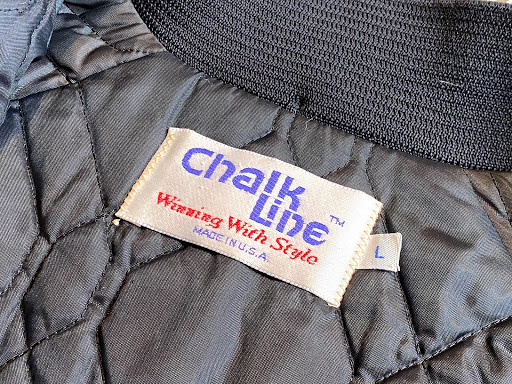 Chalk
Line™
Winning With Style
MADE IN U.S.A.
L